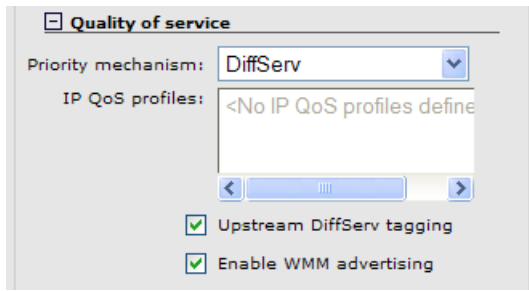 Quality of service
Priority mechanism: DiffServ
IP QoS profiles: <No IP QoS profiles define
Upstream DiffServ tagging
Enable WMM advertising